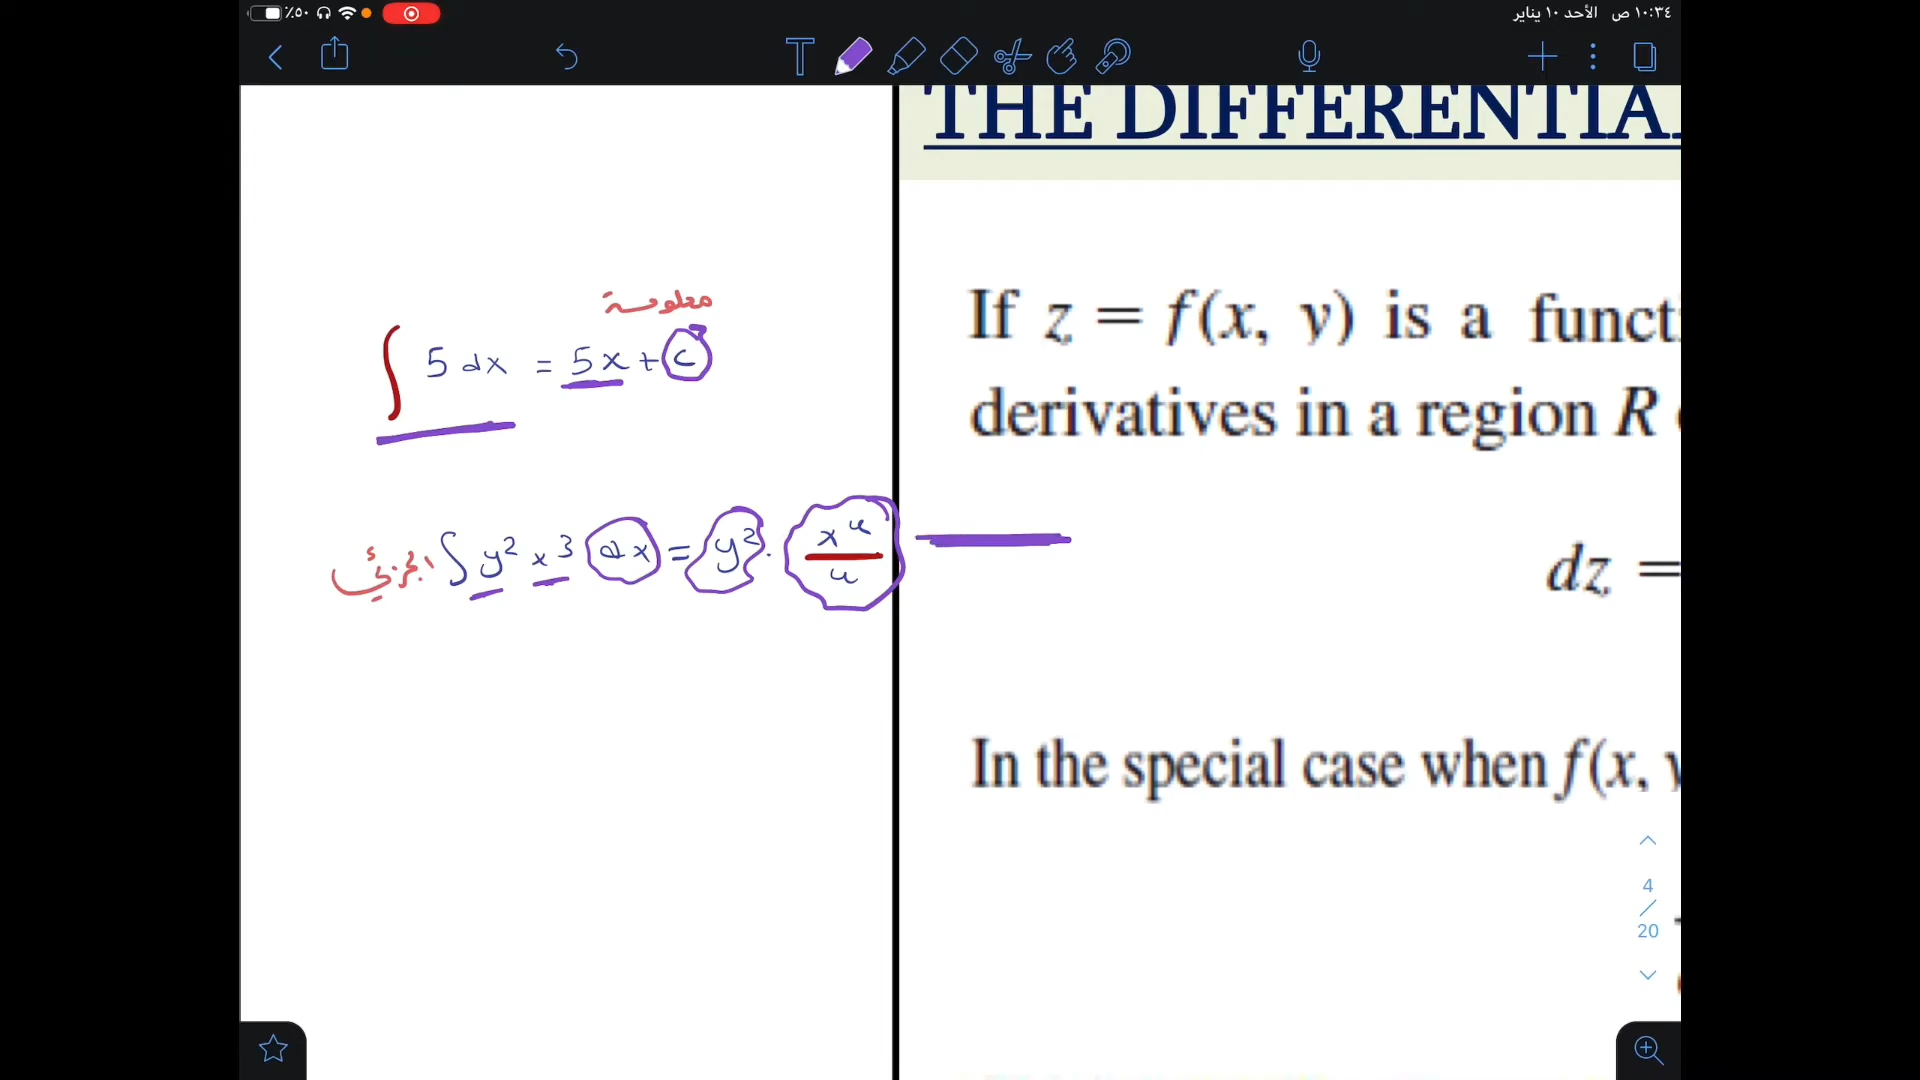 ١٠:٣٤ ص الأحد ١٠ يناير
٪٥٠
THE DIFFERENTIA
معلومة
∫ 5 dx = 5x + c
الجزئي ∫ y² x³ dx = y² · x⁴/4
If z = f(x, y) is a funct
derivatives in a region R
dz =
In the special case when f(x, y
4
/
20